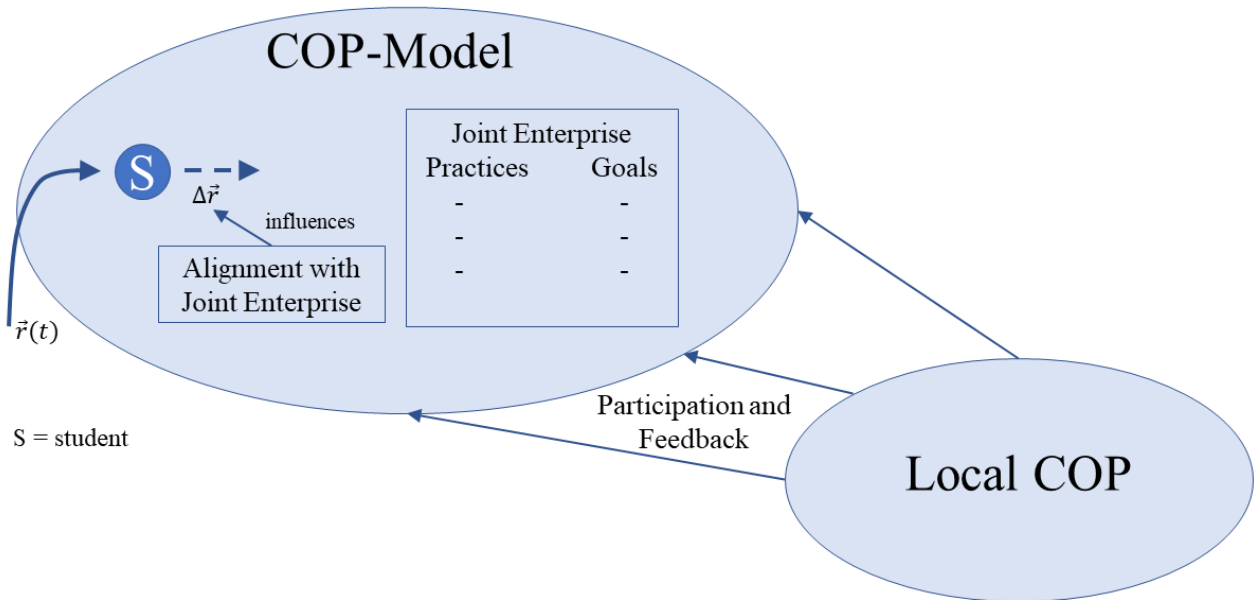 COP-Model
Joint Enterprise
Practices Goals
- -
- -
- -
S
Δr⃗
influences
Alignment with
Joint Enterprise
r⃗(t)
S = student
Participation and
Feedback
Local COP